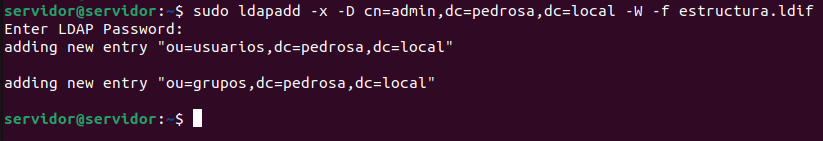 servidor@servidor:~$ sudo ldapadd -x -D cn=admin,dc=pedrosa,dc=local -W -f estructura.ldif
Enter LDAP Password:
adding new entry "ou=usuarios,dc=pedrosa,dc=local"
adding new entry "ou=grupos,dc=pedrosa,dc=local"
servidor@servidor:~$